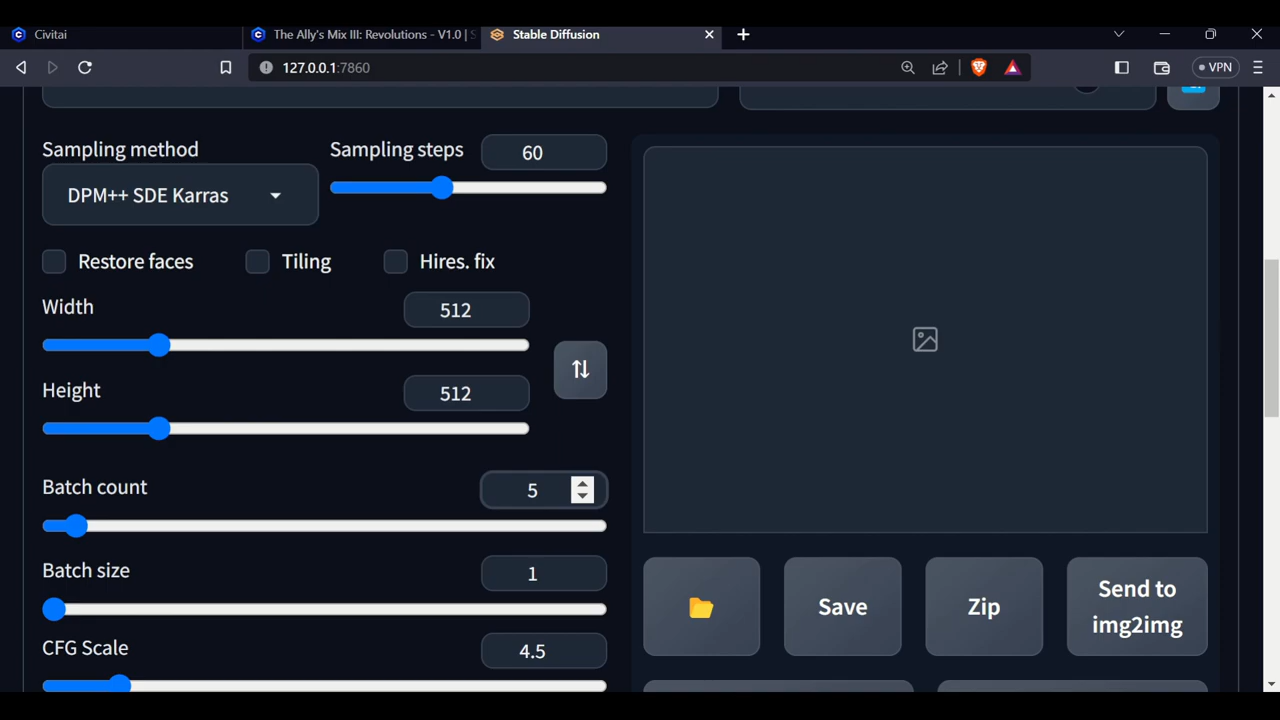 Civitai
The Ally's Mix III: Revolutions - V1.0 | S
Stable Diffusion
127.0.0.1:7860
VPN
Sampling method
Sampling steps
60
DPM++ SDE Karras
Restore faces
Tiling
Hires. fix
Width
512
Height
512
Batch count
5
Batch size
1
CFG Scale
4.5
Save
Zip
Send to
img2img